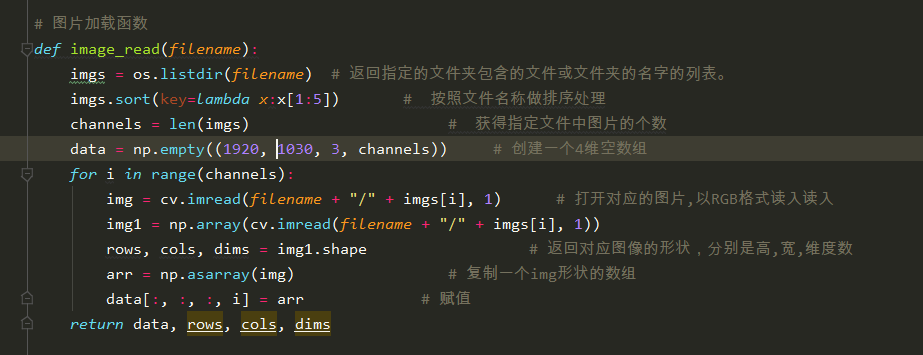 # 图片加载函数
def image_read(filename):
imgs = os.listdir(filename)  # 返回指定的文件夹包含的文件或文件夹的名字的列表。
imgs.sort(key=lambda x:x[1:5])  # 按照文件名称做排序处理
channels = len(imgs)  # 获得指定文件中图片的个数
data = np.empty((1920, 1030, 3, channels))  # 创建一个4维空数组
for i in range(channels):
img = cv.imread(filename + "/" + imgs[i], 1)  # 打开对应的图片,以RGB格式读入读入
img1 = np.array(cv.imread(filename + "/" + imgs[i], 1))
rows, cols, dims = img1.shape  # 返回对应图像的形状，分别是高,宽,维度数
arr = np.asarray(img)  # 复制一个img形状的数组
data[:, :, :, i] = arr  # 赋值
return data, rows, cols, dims